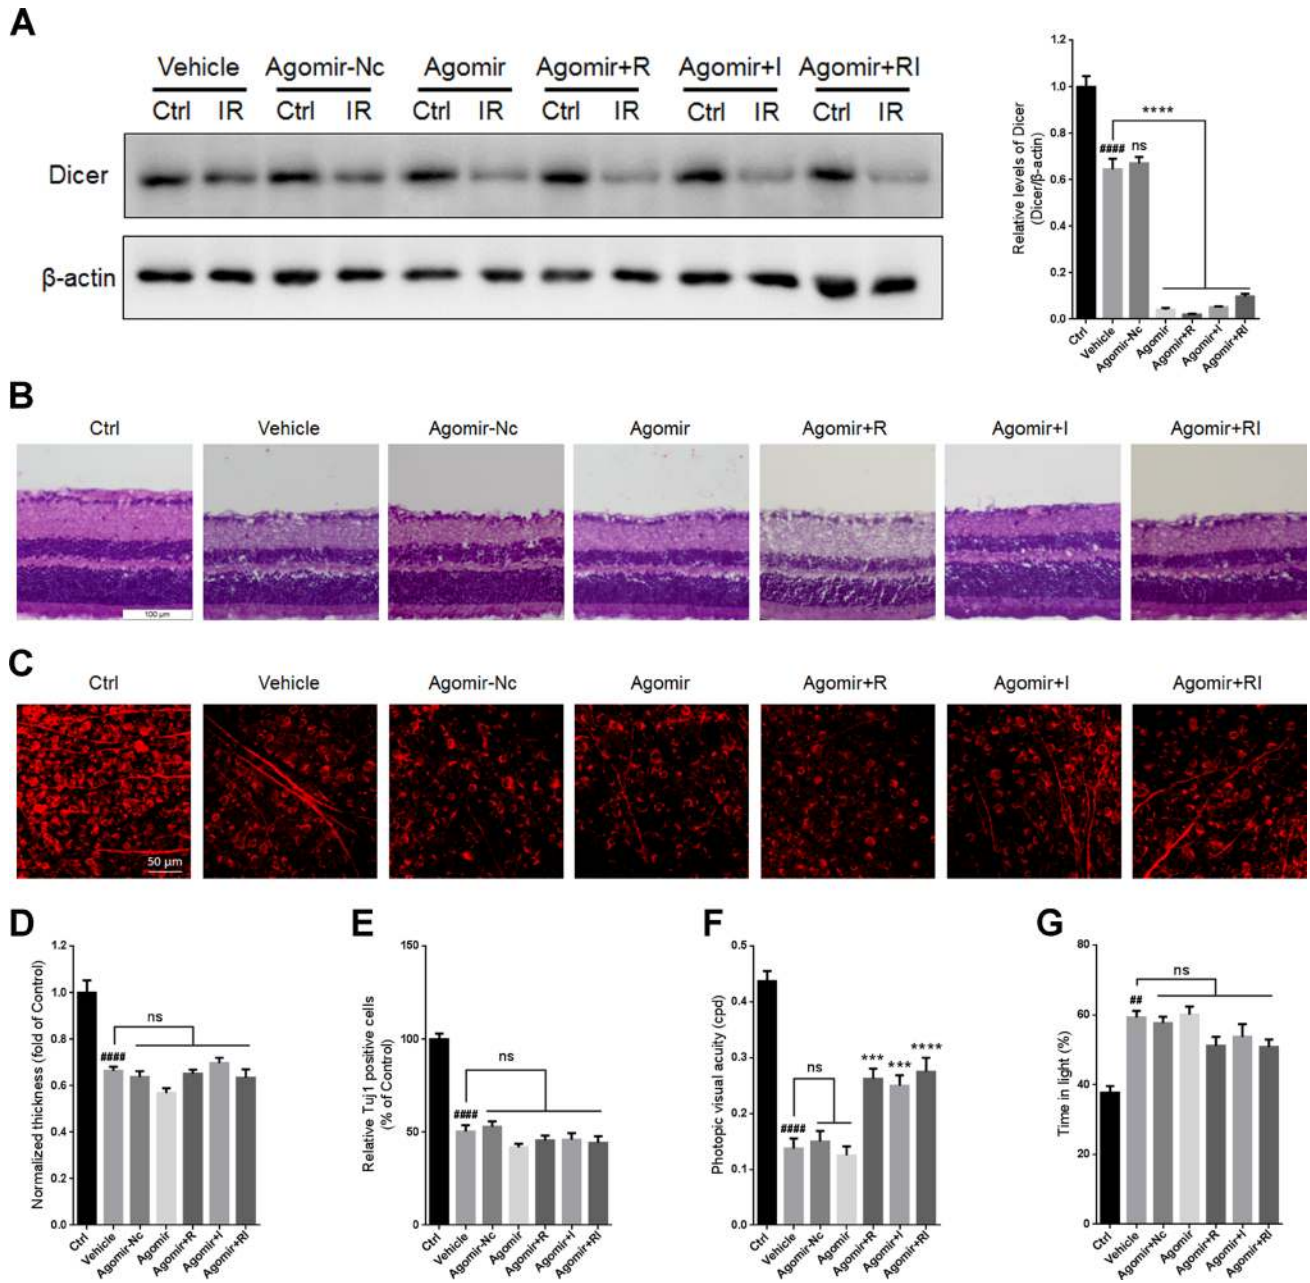 A
Vehicle Agomir-Nc Agomir Agomir+R Agomir+I Agomir+RI
Ctrl IR Ctrl IR Ctrl IR Ctrl IR Ctrl IR Ctrl IR
Dicer
β-actin
Relative levels of Dicer
(Dicer/β-actin)
1.2
1.0
0.8
0.6
0.4
0.2
0.0
####
ns
****
Ctrl
Vehicle
Agomir-Nc
Agomir
Agomir+R
Agomir+I
Agomir+RI
B
Ctrl Vehicle Agomir-Nc Agomir Agomir+R Agomir+I Agomir+RI
100 μm
C
Ctrl Vehicle Agomir-Nc Agomir Agomir+R Agomir+I Agomir+RI
50 μm
D
Normalized thickness (fold of Control)
1.2
1.0
0.8
0.6
0.4
0.2
0.0
####
ns
Ctrl
Vehicle
Agomir-Nc
Agomir
Agomir+R
Agomir+I
Agomir+RI
E
Relative Tuj1 positive cells
(% of Control)
150
100
50
0
####
ns
Ctrl
Vehicle
Agomir-Nc
Agomir
Agomir+R
Agomir+I
Agomir+RI
F
Photopic visual acurity (cpd)
0.5
0.4
0.3
0.2
0.1
0.0
####
ns
***
***
****
Ctrl
Vehicle
Agomir-Nc
Agomir
Agomir+R
Agomir+I
Agomir+RI
G
Time in light (%)
80
60
40
20
0
##
ns
Ctrl
Vehicle
Agomir+Nc
Agomir
Agomir+R
Agomir+I
Agomir+RI